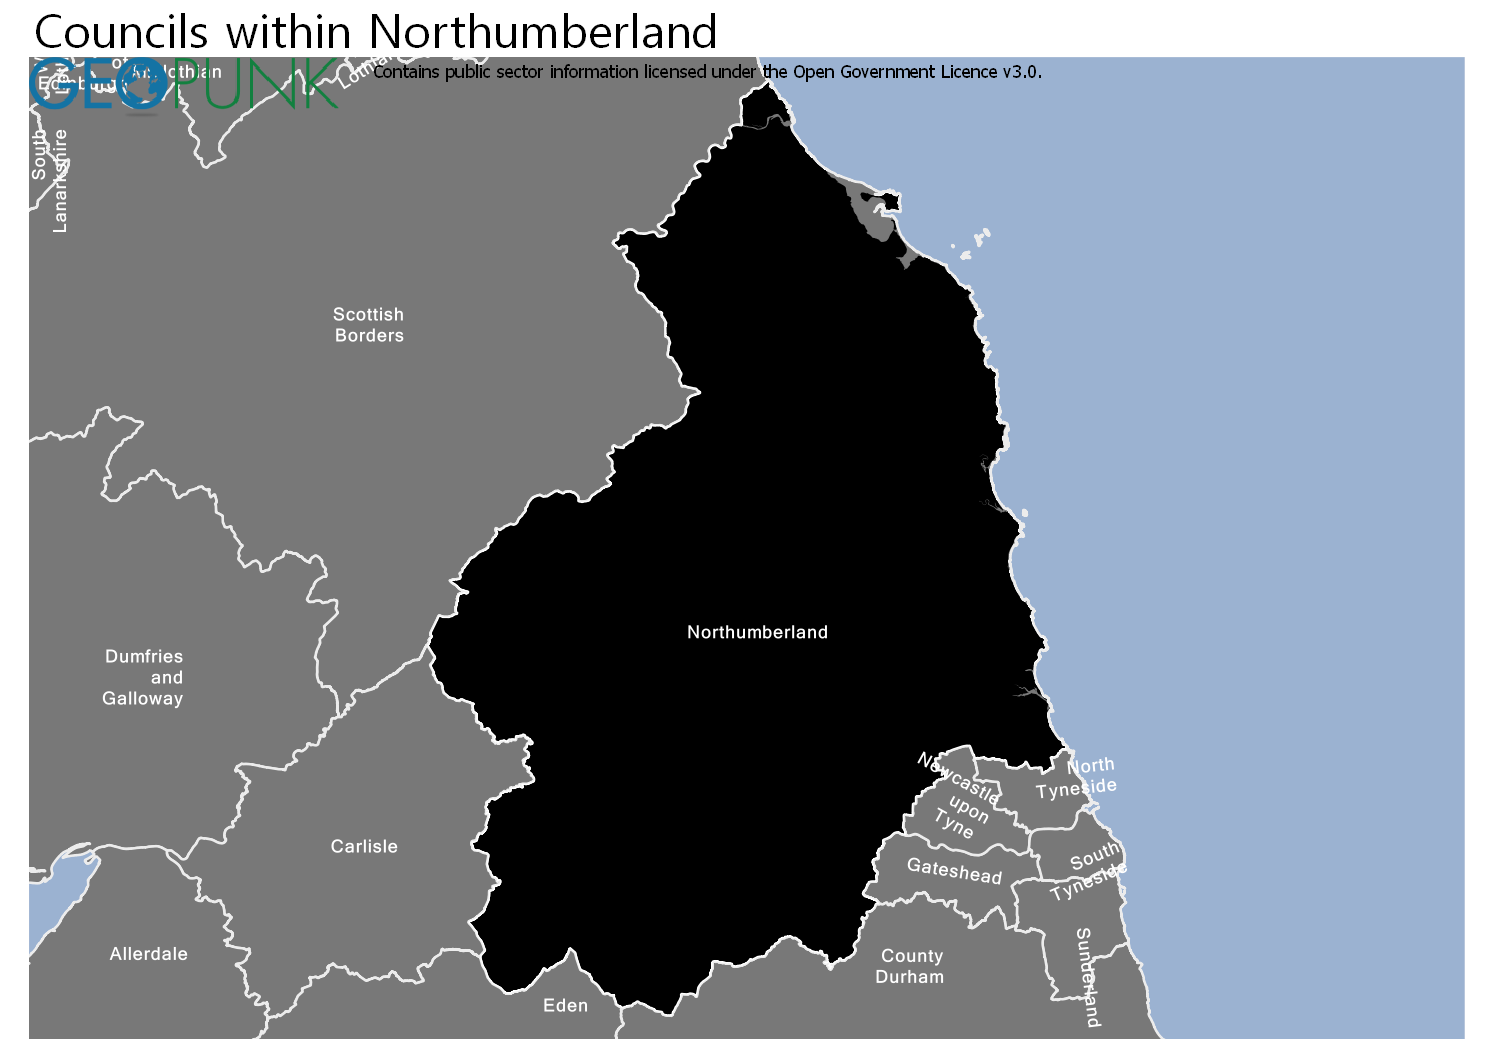 Councils within Northumberland
GEOPUNK
Contains public sector information licensed under the Open Government Licence v3.0.
of
Edinburgh
Midlothian
Lothian
South
Lanarkshire
Scottish
Borders
Northumberland
Dumfries
and
Galloway
Newcastle
upon
Tyne
North
Tyneside
Carlisle
Gateshead
South
Tyneside
Allerdale
County
Durham
Sunderland
Eden